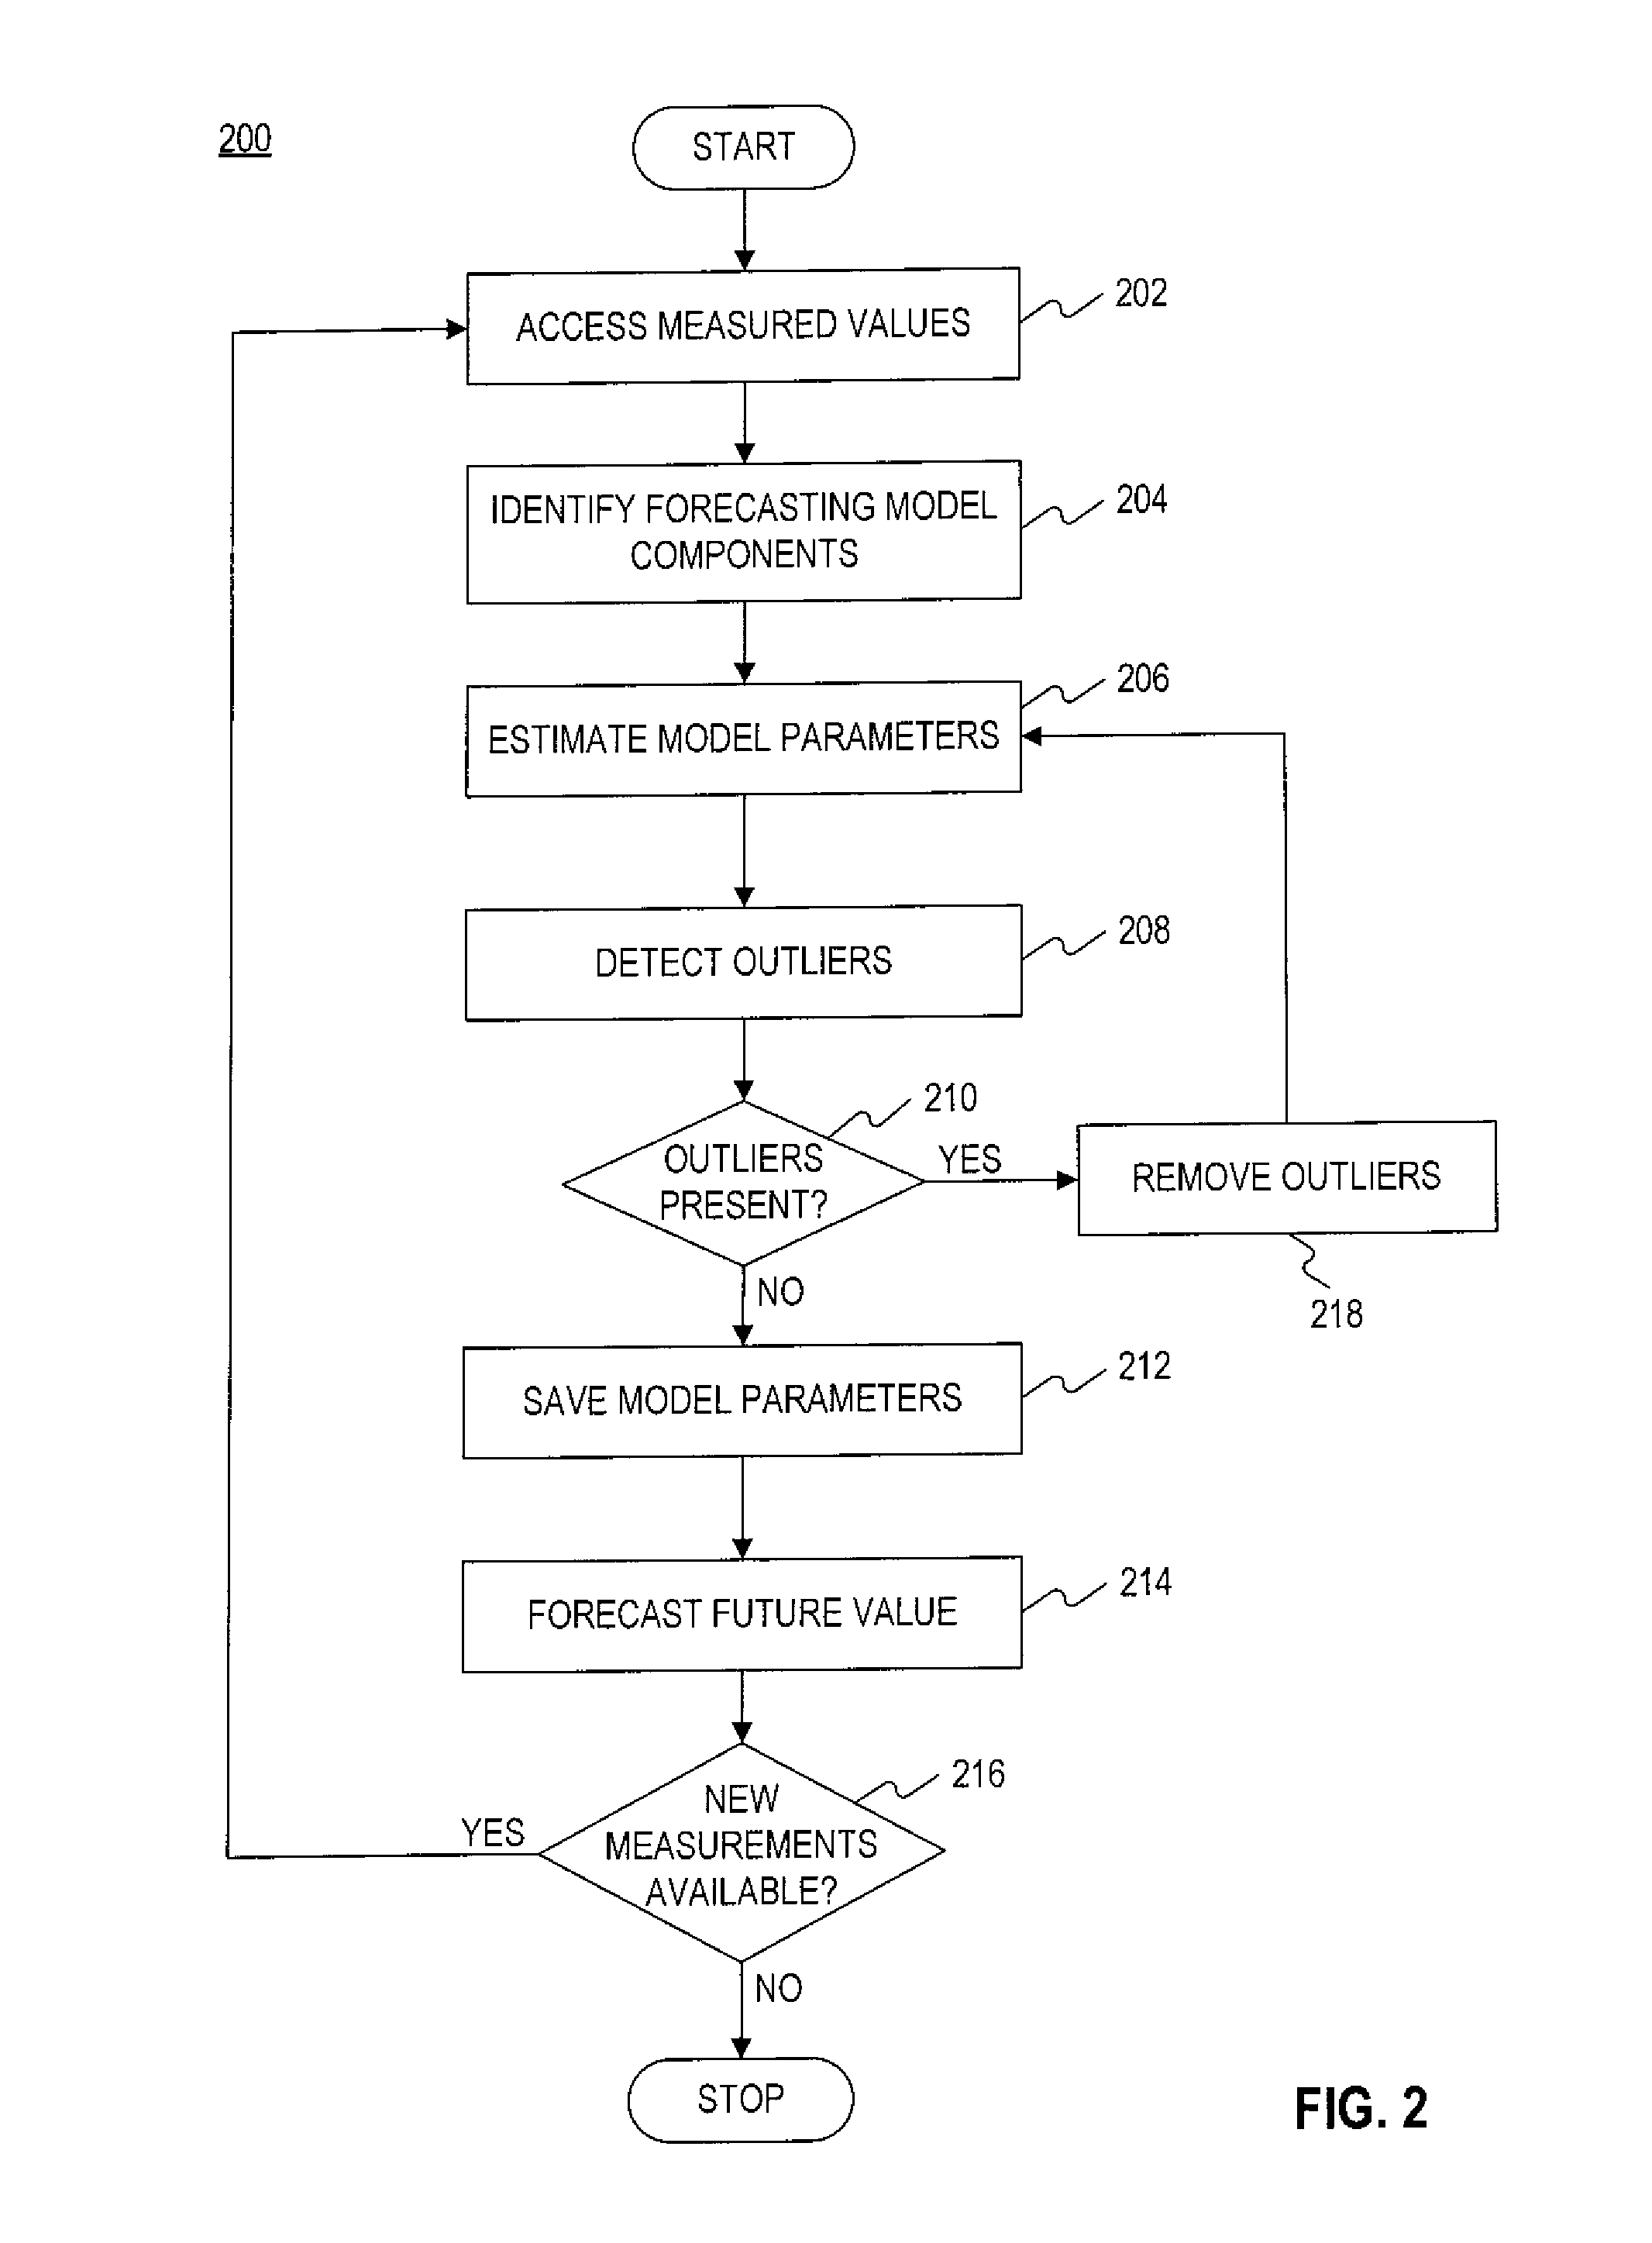 200
START
ACCESS MEASURED VALUES
202
IDENTIFY FORECASTING MODEL
COMPONENTS
204
ESTIMATE MODEL PARAMETERS
206
DETECT OUTLIERS
208
OUTLIERS
PRESENT?
210
YES
REMOVE OUTLIERS
218
NO
SAVE MODEL PARAMETERS
212
FORECAST FUTURE VALUE
214
NEW
MEASUREMENTS
AVAILABLE?
216
YES
NO
STOP
FIG. 2